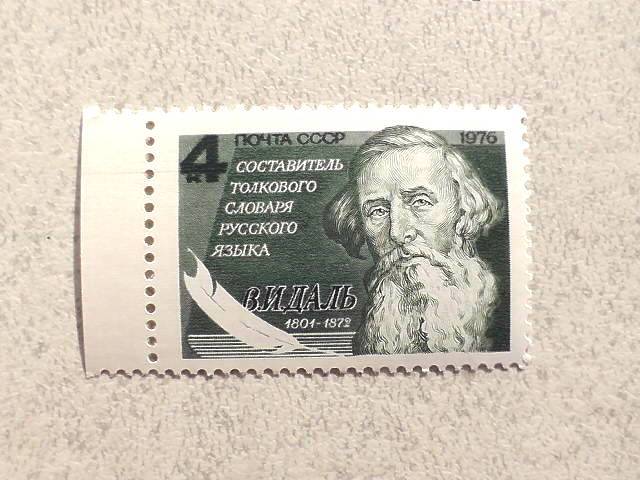 4 ПОЧТА СССР 1976
К
СОСТАВИТЕЛЬ
ТОЛКОВОГО
СЛОВАРЯ
РУССКОГО
ЯЗЫКА
В.И.ДАЛЬ
1801-1872